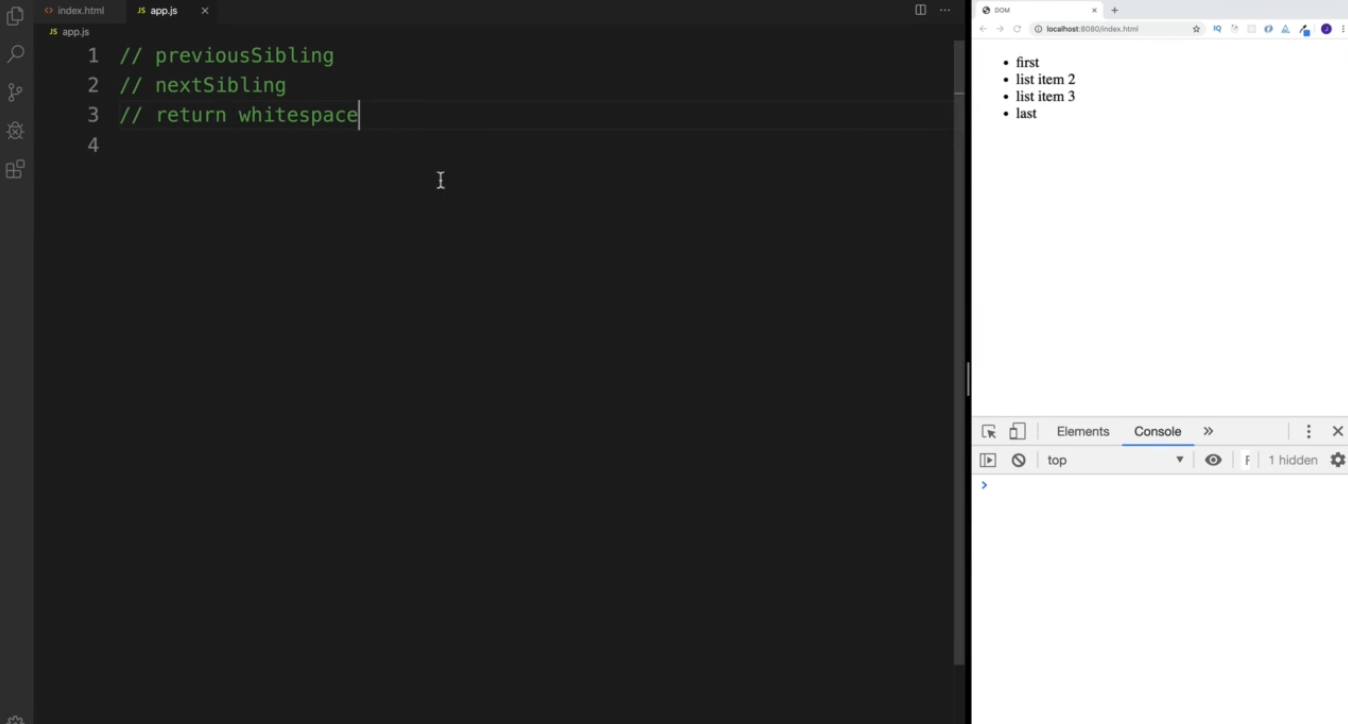 index.html
JS app.js
JS app.js
1 // previousSibling
2 // nextSibling
3 // return whitespace
4
DOM
localhost:8080/index.html
IQ
• first
• list item 2
• list item 3
• last
Elements Console
top 1 hidden